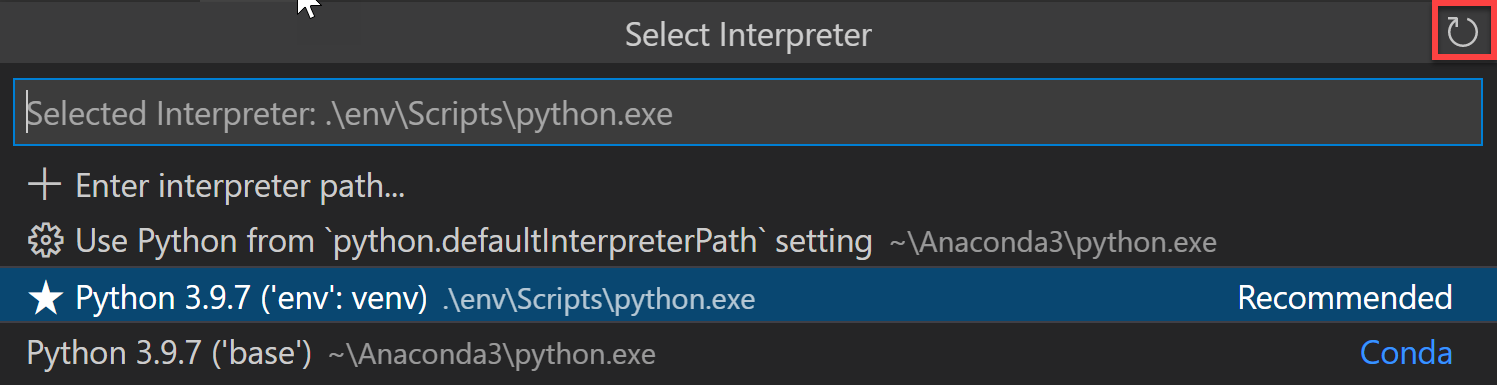 Select Interpreter
Selected Interpreter: .\env\Scripts\python.exe
Enter interpreter path...
Use Python from `python.defaultInterpreterPath` setting ~\Anaconda3\python.exe
Python 3.9.7 ('env': venv) .\env\Scripts\python.exe Recommended
Python 3.9.7 ('base') ~\Anaconda3\python.exe Conda